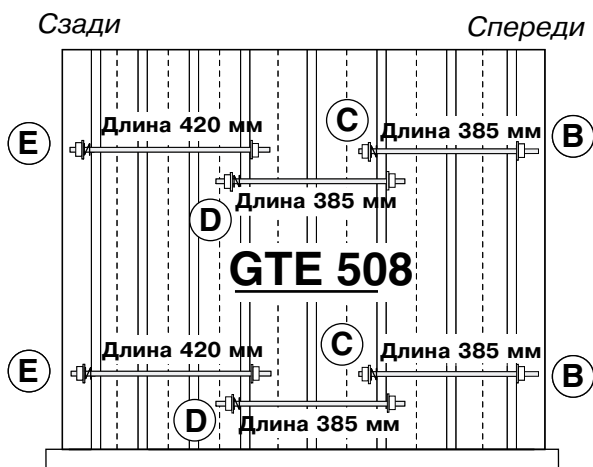 Сзади Спереди
C
Длина 420 мм Длина 385 мм
E B
Длина 385 мм
D
GTE 508
C
Длина 420 мм Длина 385 мм
E B
D
Длина 385 мм